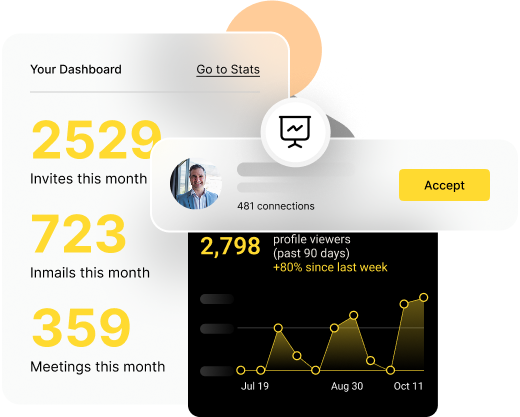 Your Dashboard
Go to Stats
2529
Invites this month
481 connections
Accept
723
Inmails this month
2,798
profile viewers
(past 90 days)
+80% since last week
359
Meetings this month
Jul 19
Aug 30
Oct 11